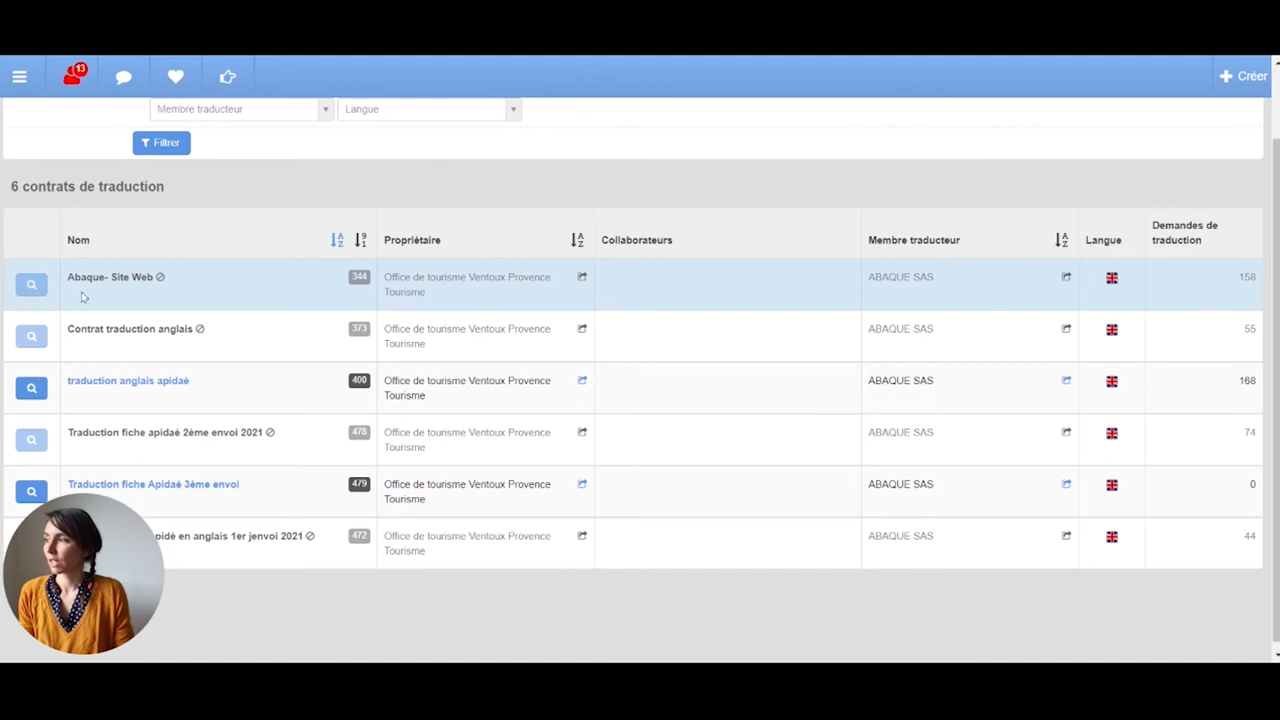 13
Créer
Membre traducteur
Langue
Filtrer
6 contrats de traduction
Nom
Propriétaire
Collaborateurs
Membre traducteur
Langue
Demandes de
traduction
Abaque- Site Web
344
Office de tourisme Ventoux Provence
Tourisme
ABAQUE SAS
158
Contrat traduction anglais
373
Office de tourisme Ventoux Provence
Tourisme
ABAQUE SAS
55
traduction anglais apidaé
400
Office de tourisme Ventoux Provence
Tourisme
ABAQUE SAS
168
Traduction fiche apidaé 2ème envoi 2021
478
Office de tourisme Ventoux Provence
Tourisme
ABAQUE SAS
74
Traduction fiche Apidaé 3ème envoi
479
Office de tourisme Ventoux Provence
Tourisme
ABAQUE SAS
0
en anglais 1er jenvoi 2021
472
Office de tourisme Ventoux Provence
Tourisme
ABAQUE SAS
44